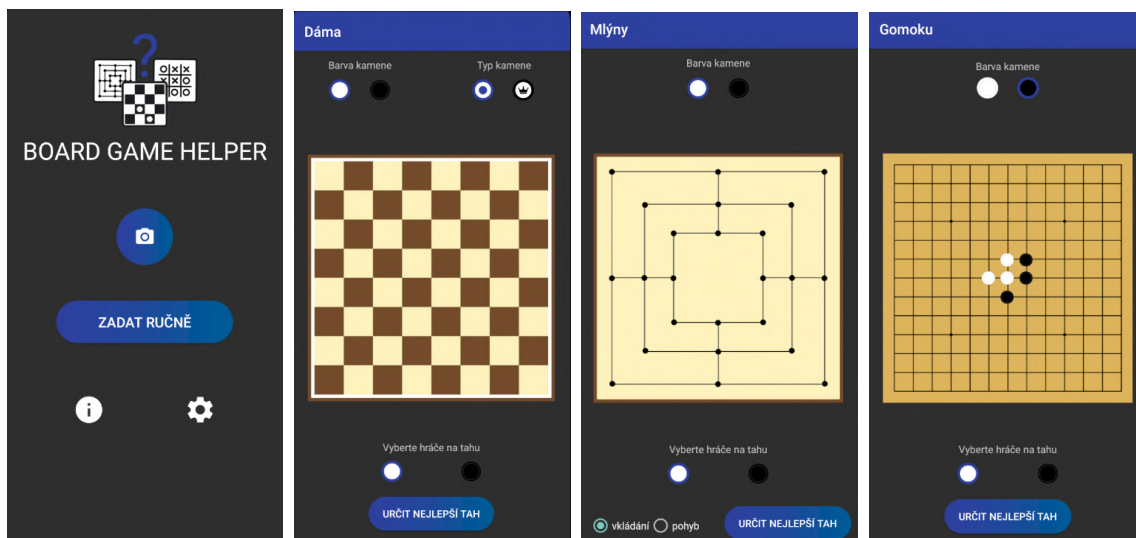 ?
BOARD GAME HELPER
ZADAT RUČNĚ
Dáma
Barva kamene
Typ kamene
Vyberte hráče na tahu
URČIT NEJLEPŠÍ TAH
Mlýny
Barva kamene
Vyberte hráče na tahu
vkládání
pohyb
URČIT NEJLEPŠÍ TAH
Gomoku
Barva kamene
Vyberte hráče na tahu
URČIT NEJLEPŠÍ TAH